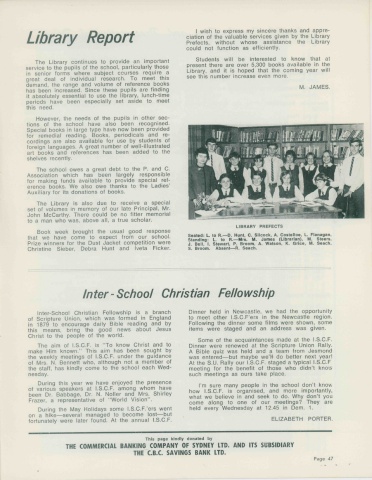 Library Report
The Library continues to provide an important
service to the pupils of the school, particularly those
in senior forms where subject courses require a
great deal of individual research. To meet this
demand, the range and volume of reference books
has been increased. Since these pupils are finding
it absolutely essential to use the library, lunch-time
periods have been especially set aside to meet
this need.
However, the needs of the pupils in other sec-
tions of the school have also been recognised.
Special books in large type have now been provided
for remedial reading. Books, periodicals and re-
cordings are also available for use by students of
foreign languages. A great number of well-illustrated
art books and references has been added to the
shelves recently.
The school owes a great debt to the P. and C.
Association which has been largely responsible
for making funds available to provide special ref-
erence books. We also owe thanks to the Ladies'
Auxiliary for its donations of books.
The Library is also due to receive a special
set of volumes in memory of our late Principal, Mr.
John McCarthy. There could be no fitter memorial
to a man who was, above all, a true scholar.
Book week brought the usual good response
that we have come to expect from our school.
Prize winners for the Dust Jacket competition were
Christine Bieber, Debra Hunt and Iveta Ficker.
I wish to express my sincere thanks and appre-
ciation of the valuable services given by the Library
Prefects, without whose assistance the Library
could not function as efficiently.
Students will be interested to know that at
present there are over 5,300 books available in the
Library, and it is hoped that the coming year will
see this number increase even more.
M. JAMES.
LIBRARY PREFECTS
Seated: L. to R.—S. Hunt, G. Silcock, A. Costello, L. Flanagan.
Standing: L. to R.—Mrs. M. James (Librarian), M. Steers,
J. Bell, I. Stewart, P. Broom, A. Watson, K. Brice, M. Beach,
S. Broom. Absent—R. Beach.
Inter-School Christian Fellowship
Inter-School Christian Fellowship is a branch
of Scripture Union, which was formed in England
in 1879 to encourage daily Bible reading and by
this means, bring the good news about Jesus
Christ to the people of the world.
The aim of I.S.C.F. is "To know Christ and to
make Him known." This aim has been sought by
the weekly meetings of I.S.C.F. under the guidance
of Mrs. N. Bennett who, although not a member of
the staff, has kindly come to the school each Wed-
nesday.
During this year we have enjoyed the presence
of various speakers at I.S.C.F. among whom have
been Dr. Babbage, Dr. N. Noller and Mrs. Shirley
Frazer, a representative of "World Vision".
During the May Holidays some I.S.C.F.'ers went
on a hike—several managed to become lost—but
fortunately were later found. At the annual I.S.C.F.
Dinner held in Newcastle, we had the opportunity
to meet other I.S.C.F'ers in the Newcastle region.
Following the dinner some films were shown, some
items were staged and an address was given.
Some of the acquaintances made at the I.S.C.F.
Dinner were renewed at the Scripture Union Rally.
A Bible quiz was held and a team from Jesmond
was entered—but maybe we'll do better next year!
At the S.U. Rally our I.S.C.F. staged a typical I.S.C.F
meeting for the benefit of those who didn't know
such meetings as ours take place.
I'm sure many people in the school don't know
how I.S.C.F. is organised, and more importantly,
what we believe in and seek to do. Why don't you
come along to one of our meetings? They are
held every Wednesday at 12.45 in Dem. 1.
ELIZABETH PORTER.
This page kindly donated by
THE COMMERCIAL BANKING COMPANY OF SYDNEY LTD. AND ITS SUBSIDIARY
THE C.B.C. SAVINGS BANK LTD.
Page 47